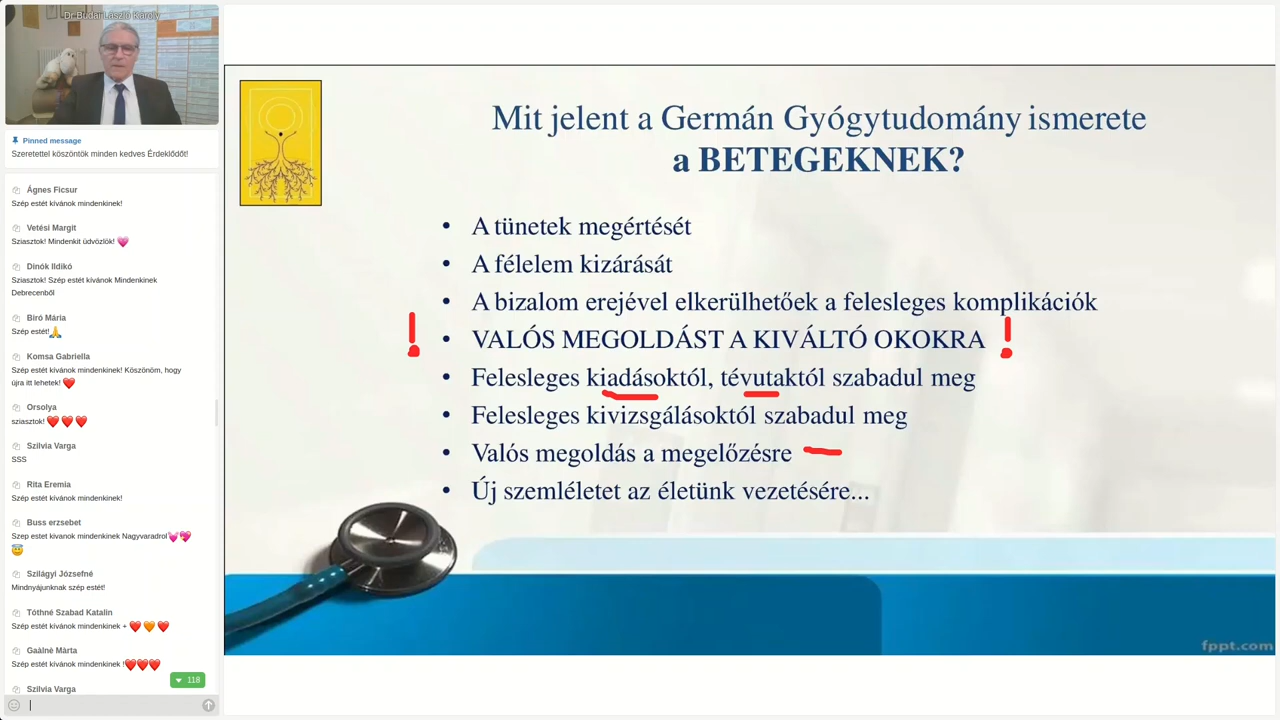 Dr Budai László Károly
Pinned message
Szeretettel köszöntök minden kedves Érdeklődőt!
Ágnes Ficsur
Szép estét kívánok mindenkinek!
Vetési Margit
Sziasztok! Mindenkit üdvözlök! 💗
Dinók Ildikó
Sziasztok! Szép estét kívánok Mindenkinek
Debrecenből
Bíró Mária
Szép estét!🙏
Komsa Gabriella
Szép estét kívánok mindenkinek! Köszönöm, hogy
újra itt lehetek! ❤️
Orsolya
sziasztok! ❤️ ❤️ ❤️
Szilvia Varga
SSS
Rita Eremia
Szép estét kívánok mindenkinek!
Buss erzsebet
Szep estet kivanok mindenkinek Nagyvaradrol💓💖
😇
Szilágyi Józsefné
Mindnyájunknak szép estét!
Tóthné Szabad Katalin
Szép estét kívánok mindenkinek + ❤️ 🧡 ❤️
Gaàlnè Màrta
Szép estét kívánok mindenkinek !❤️❤️❤️
Szilvia Varga
118
Mit jelent a Germán Gyógytudomány ismerete
a BETEGEKNEK?
• A tünetek megértését
• A félelem kizárását
• A bizalom erejével elkerülhetőek a felesleges komplikációk
! • VALÓS MEGOLDÁST A KIVÁLTÓ OKOKRA !
• Felesleges kiadásoktól, tévutaktól szabadul meg
• Felesleges kivizsgálásoktól szabadul meg
• Valós megoldás a megelőzésre
• Új szemléletet az életünk vezetésére...
fppt.com